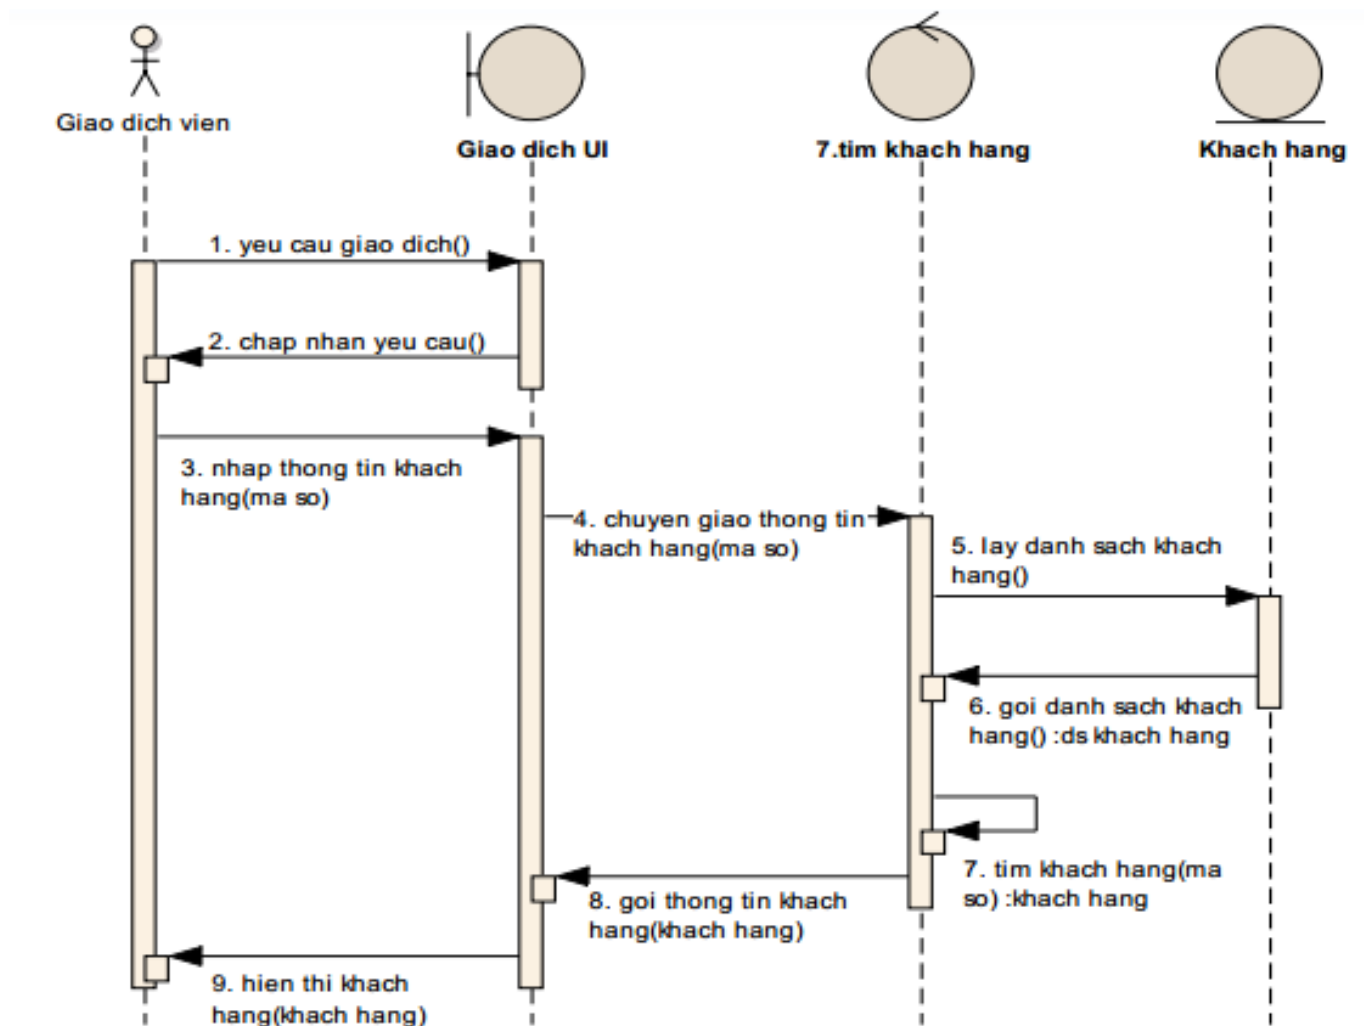 Giao dich vien
Giao dich UI
7.tim khach hang
Khach hang
1. yeu cau giao dich()
2. chap nhan yeu cau()
3. nhap thong tin khach
hang(ma so)
4. chuyen giao thong tin
khach hang(ma so)
5. lay danh sach khach
hang()
6. goi danh sach khach
hang() :ds khach hang
7. tim khach hang(ma
so) :khach hang
8. goi thong tin khach
hang(khach hang)
9. hien thi khach
hang(khach hang)